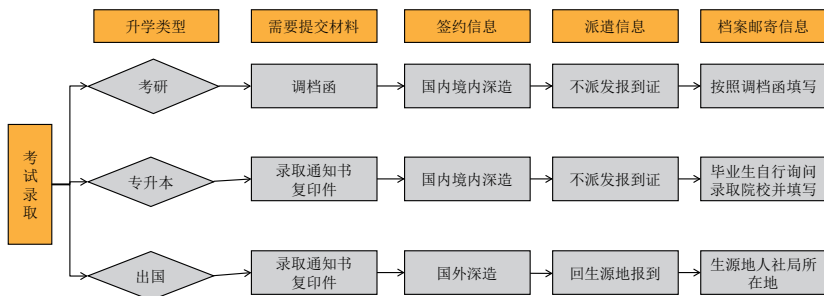 升学类型
需要提交材料
签约信息
派遣信息
档案邮寄信息
考试录取
考研
调档函
国内境内深造
不派发报到证
按照调档函填写
专升本
录取通知书
复印件
国内境内深造
不派发报到证
毕业生自行询问
录取院校并填写
出国
录取通知书
复印件
国外深造
回生源地报到
生源地人社局所
在地